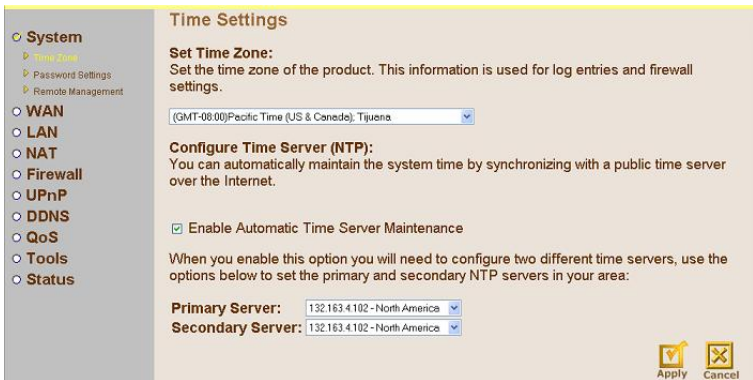 System
Time Zone
Password Settings
Remote Management
WAN
LAN
NAT
Firewall
UPnP
DDNS
QoS
Tools
Status
Time Settings
Set Time Zone:
Set the time zone of the product. This information is used for log entries and firewall
settings.
(GMT-08:00)Pacific Time (US & Canada); Tijuana
Configure Time Server (NTP):
You can automatically maintain the system time by synchronizing with a public time server
over the Internet.
Enable Automatic Time Server Maintenance
When you enable this option you will need to configure two different time servers, use the
options below to set the primary and secondary NTP servers in your area:
Primary Server: 132.163.4.102 - North America
Secondary Server: 132.163.4.102 - North America
Apply Cancel